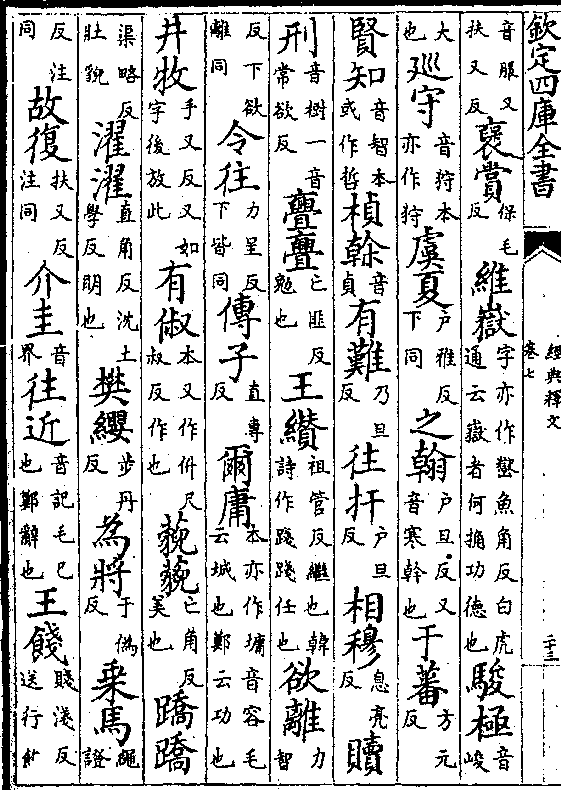 欽定四庫全書
經典釋文
卷七
二十三
音服又扶又反褒賞保毛反維嶽字亦作𡾲魚角反白虎通云嶽者何捔功德也駿極音峻
大也巡守音狩本亦作狩虞夏戶雅反下同之翰戶旦反又音寒幹也于蕃方元反
賢知音智本或作哲楨榦音貞有難乃旦反往扞戶旦反相穆息亮反贖
刑音樹一音常欲反亹亹亡匪反勉也王纘祖管反繼也韓詩作踐踐任也欲離力智
反下欲離同令往力呈反下皆同傳子直專反爾庸本亦作墉音容毛云城也鄭云功也
井牧手又反又如字後放此有俶本又作併尺叔反作也藐藐亡角反美也蹻蹻
渠略反壯貌濯濯直角反沈土學反明也樊纓步丹反為將于偽反乗馬繩證
反注同故復扶又反注同介圭音界往近音記毛巳也鄭辭也王餞賤淺反送行飲